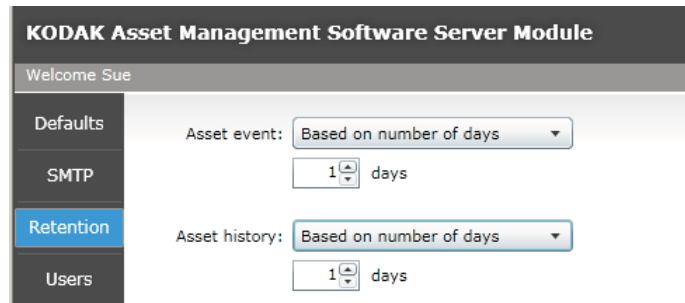 KODAK Asset Management Software Server Module
Welcome Sue
Defaults
SMTP
Retention
Users
Asset event: Based on number of days
1 days
Asset history: Based on number of days
1 days